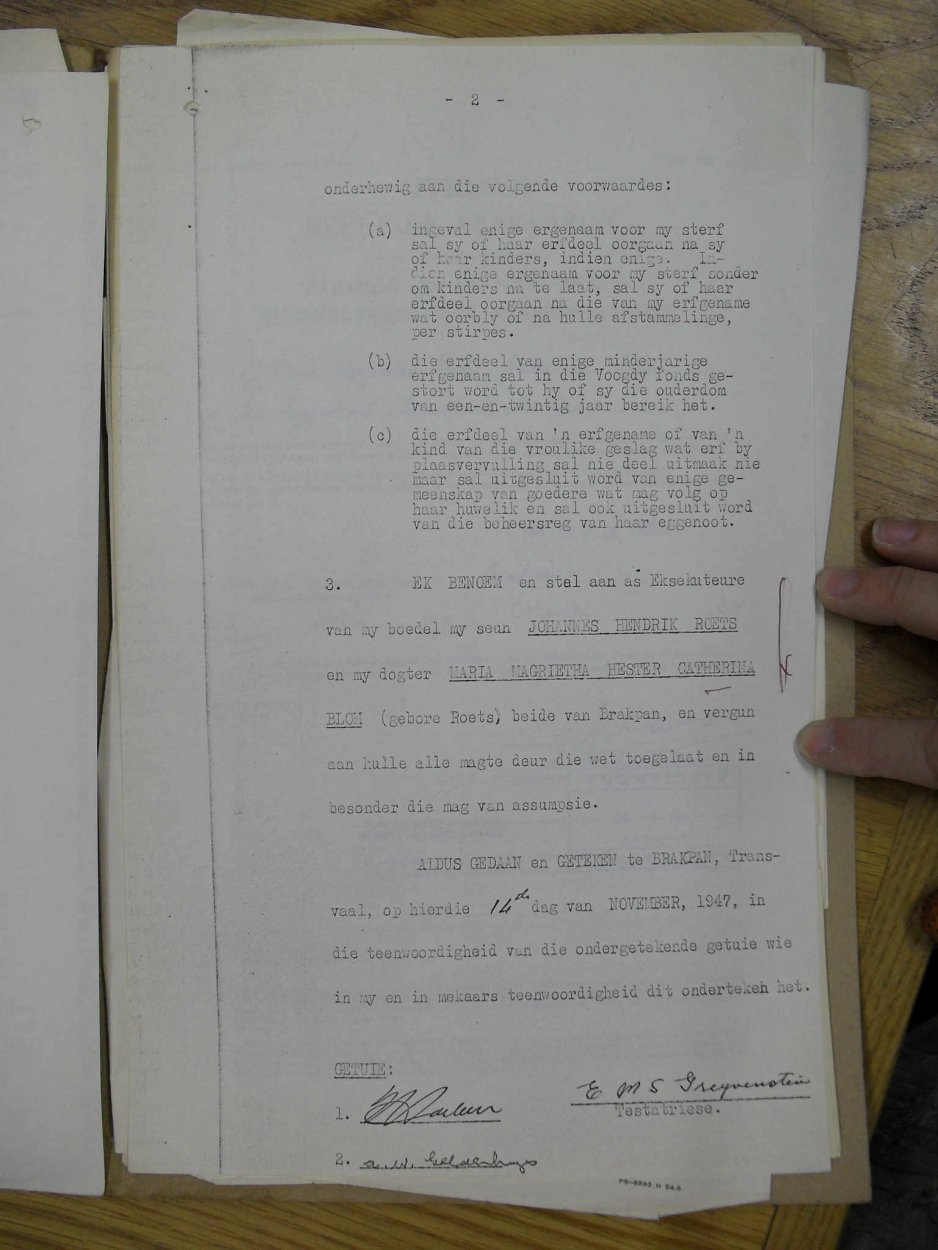 - 2 -
onderhewig aan die volgende voorwaardes:
(a) ingeval enige ergenaam voor my sterf
sal sy of haar erfdeel oorgaan na sy
of haar kinders, indien enige. In-
dien enige ergenaam voor my sterf sonder
om kinders na te laat, sal sy of haar
erfdeel oorgaan na die van my erfgename
wat oorbly of na hulle afstammelinge,
per stirpes.
(b) die erfdeel van enige minderjarige
erfgenaam sal in die Voogdy fonds ge-
stort word tot hy of sy die ouderdom
van een-en-twintig jaar bereik het.
(c) die erfdeel van 'n erfgename of van 'n
kind van die vroulike geslag wat erf by
plaasvervulling sal nie deel uitmaak nie
maar sal uitgesluit word van enige ge-
meenskap van goedere wat mag volg op
haar huwelik en sal ook uitgesluit word
van die beheersreg van haar eggenoot.
3. EK BENOEM en stel aan as Eksekuteure
van my boedel my seun JOHANNES HENDRIK ROETS
en my dogter MARIA MAGRIETHA HESTER CATHERINA
BLOM (gebore Roets) beide van Brakpan, en vergun
aan hulle alle magte deur die wet toegelaat en in
besonder die mag van assumpsie.
ALDUS GEDAAN en GETEKEN te BRAKPAN, Trans-
vaal, op hierdie 14de dag van NOVEMBER, 1947, in
die teenwoordigheid van die ondergetekende getuie wie
in my en in mekaars teenwoordigheid dit onderteken het.
GETUIE:
E M S Greyvenstein
1.
Testatriese.
2. A. W. Geldenhuys